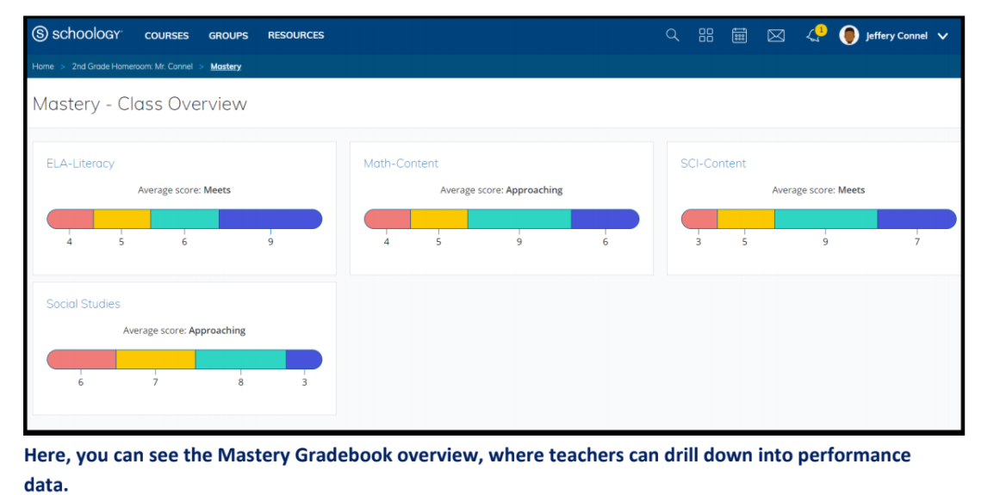 schoology COURSES GROUPS RESOURCES 1 Jeffery Connel
Home > 2nd Grade Homeroom: Mr. Connel > Mastery
Mastery - Class Overview
ELA-Literacy
Average score: Meets
4 5 6 9
Math-Content
Average score: Approaching
4 5 9 6
SCI-Content
Average score: Meets
3 5 9 7
Social Studies
Average score: Approaching
6 7 8 3
Here, you can see the Mastery Gradebook overview, where teachers can drill down into performance
data.